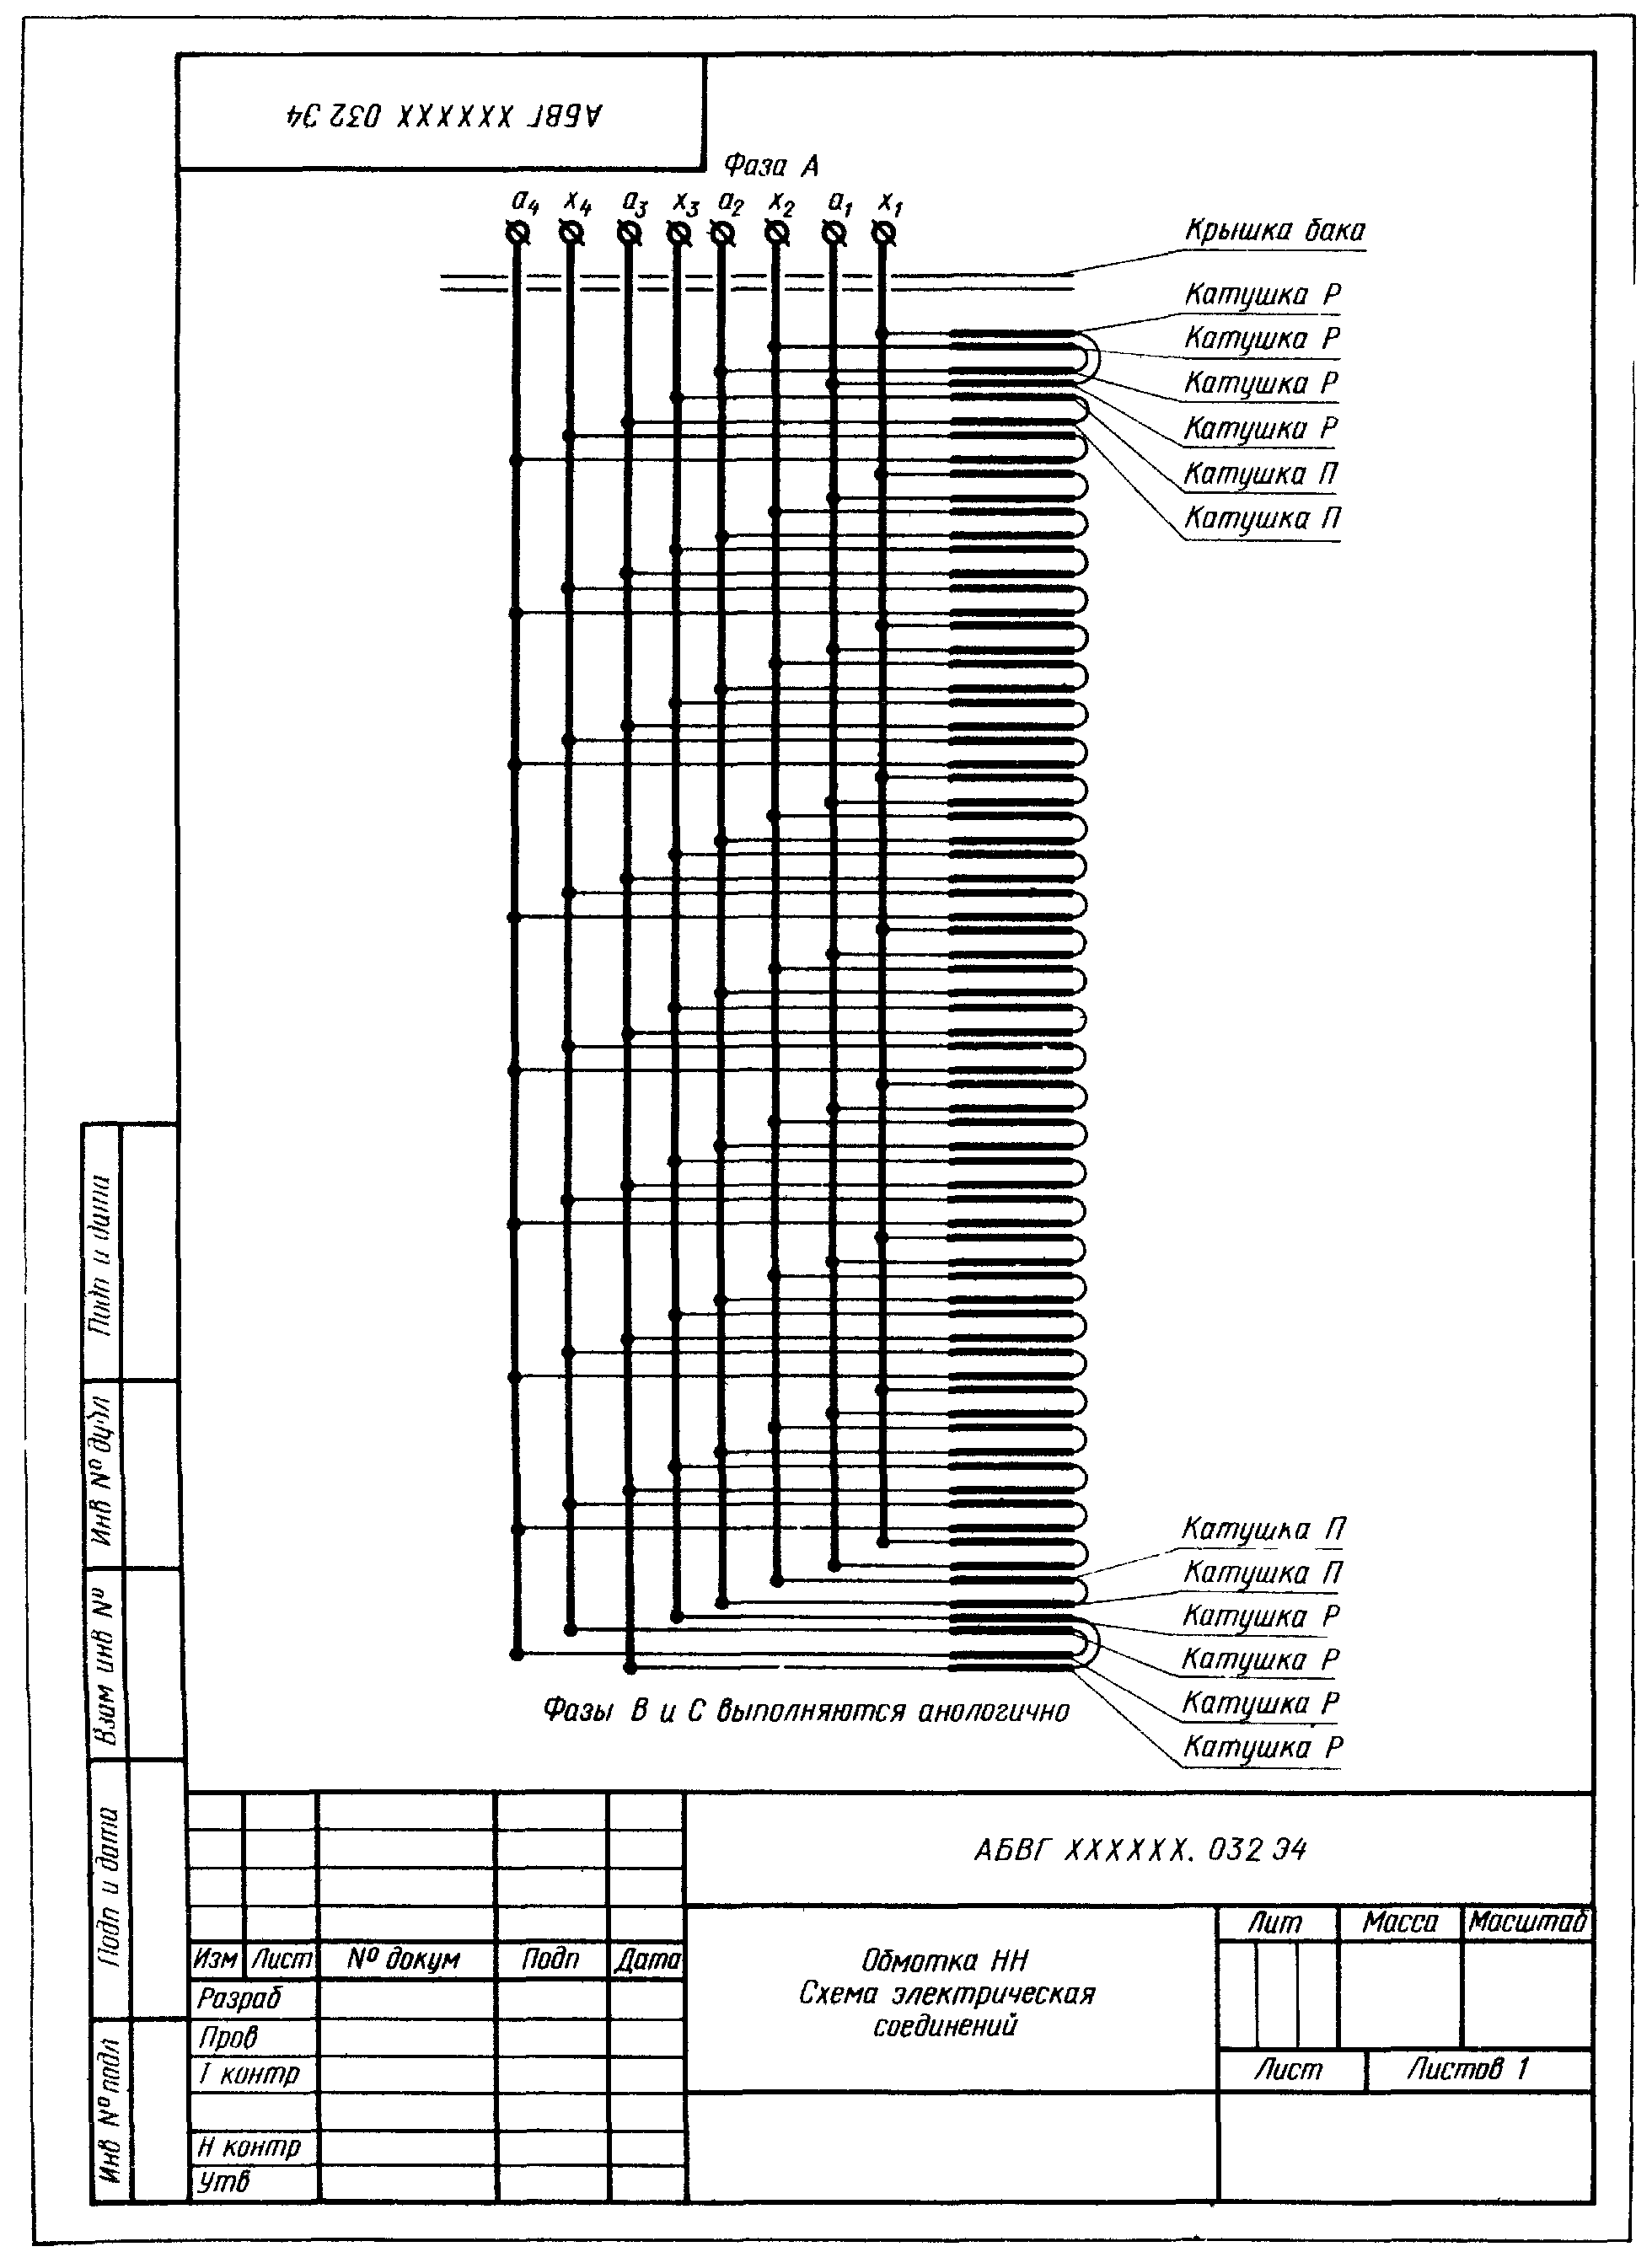 АБВГ XXXXXX 032 Э4
Фаза А
a4 x4 a3 x3 a2 x2 a1 x1
Крышка бака
Катушка Р
Катушка Р
Катушка Р
Катушка Р
Катушка П
Катушка П
Катушка П
Катушка П
Катушка Р
Катушка Р
Катушка Р
Катушка Р
Фазы В и С выполняются анологично
Подп и дата
Инв № дубл
Взам инв №
Подп и дата
Инв № подл
АБВГ XXXXXX. 032 Э4
Изм Лист № докум Подп Дата
Разраб
Пров
Т контр
Н контр
Утв
Обмотка НН
Схема электрическая
соединений
Лит Масса Масштаб
Лист Листов 1